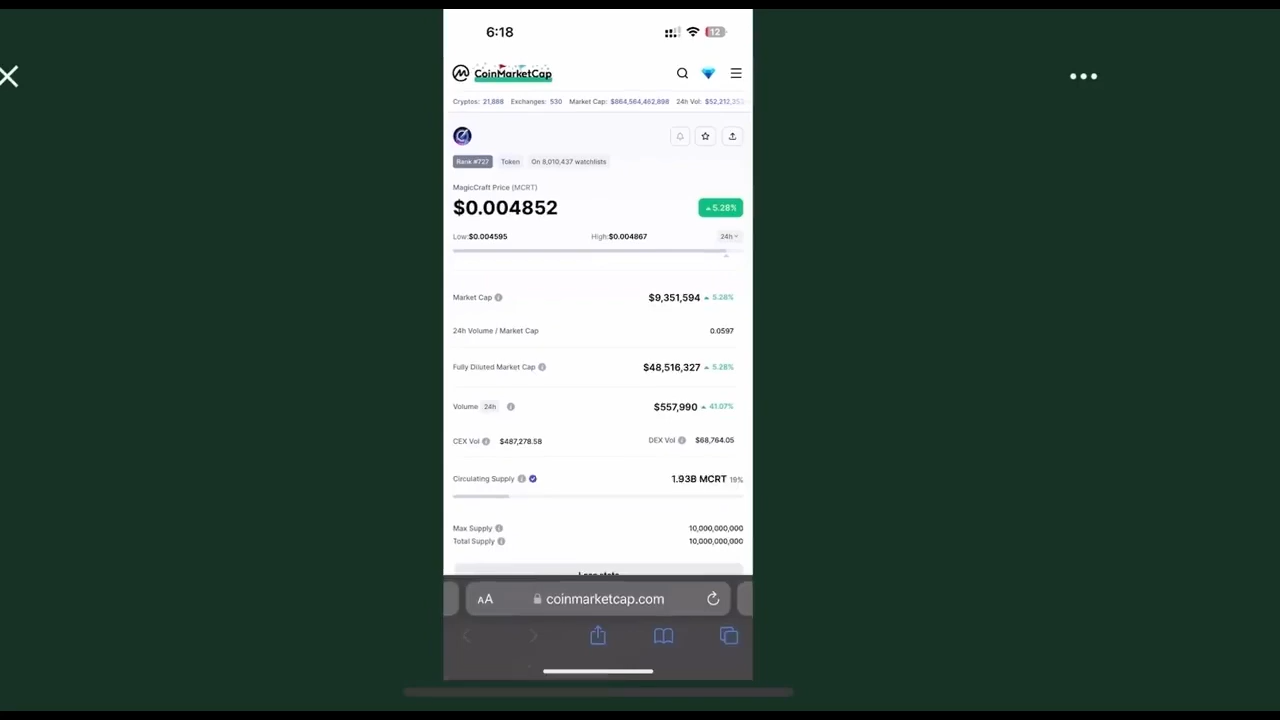 6:18 12
CoinMarketCap
Cryptos: 21,888 Exchanges: 530 Market Cap: $864,564,462,898 24h Vol: $52,212,353
Rank #727 Token On 8,010,437 watchlists
MagicCraft Price (MCRT)
$0.004852 5.28%
Low:$0.004595 High:$0.004867 24h
Market Cap $9,351,594 5.28%
24h Volume / Market Cap 0.0597
Fully Diluted Market Cap $48,516,327 5.28%
Volume 24h $557,990 41.07%
CEX Vol $487,278.58 DEX Vol $68,764.05
Circulating Supply 1.93B MCRT 19%
Max Supply 10,000,000,000
Total Supply 10,000,000,000
AA coinmarketcap.com